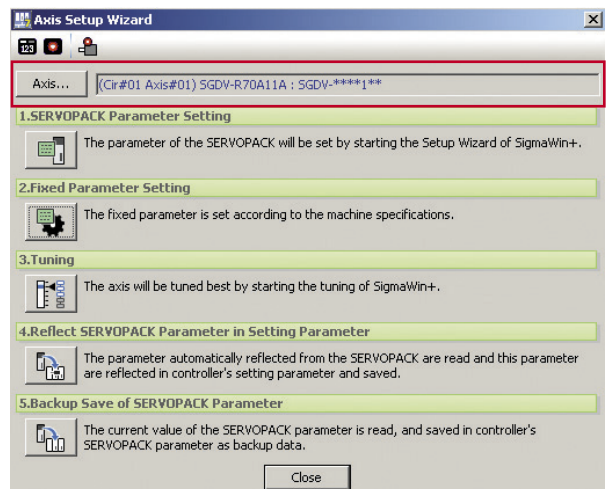 Axis Setup Wizard
123
Axis... (Cir#01 Axis#01) SGDV-R70A11A : SGDV-****1**
1.SERVOPACK Parameter Setting
The parameter of the SERVOPACK will be set by starting the Setup Wizard of SigmaWin+.
2.Fixed Parameter Setting
The fixed parameter is set according to the machine specifications.
3.Tuning
The axis will be tuned best by starting the tuning of SigmaWin+.
4.Reflect SERVOPACK Parameter in Setting Parameter
The parameter automatically reflected from the SERVOPACK are read and this parameter
are reflected in controller's setting parameter and saved.
5.Backup Save of SERVOPACK Parameter
The current value of the SERVOPACK parameter is read, and saved in controller's
SERVOPACK parameter as backup data.
Close